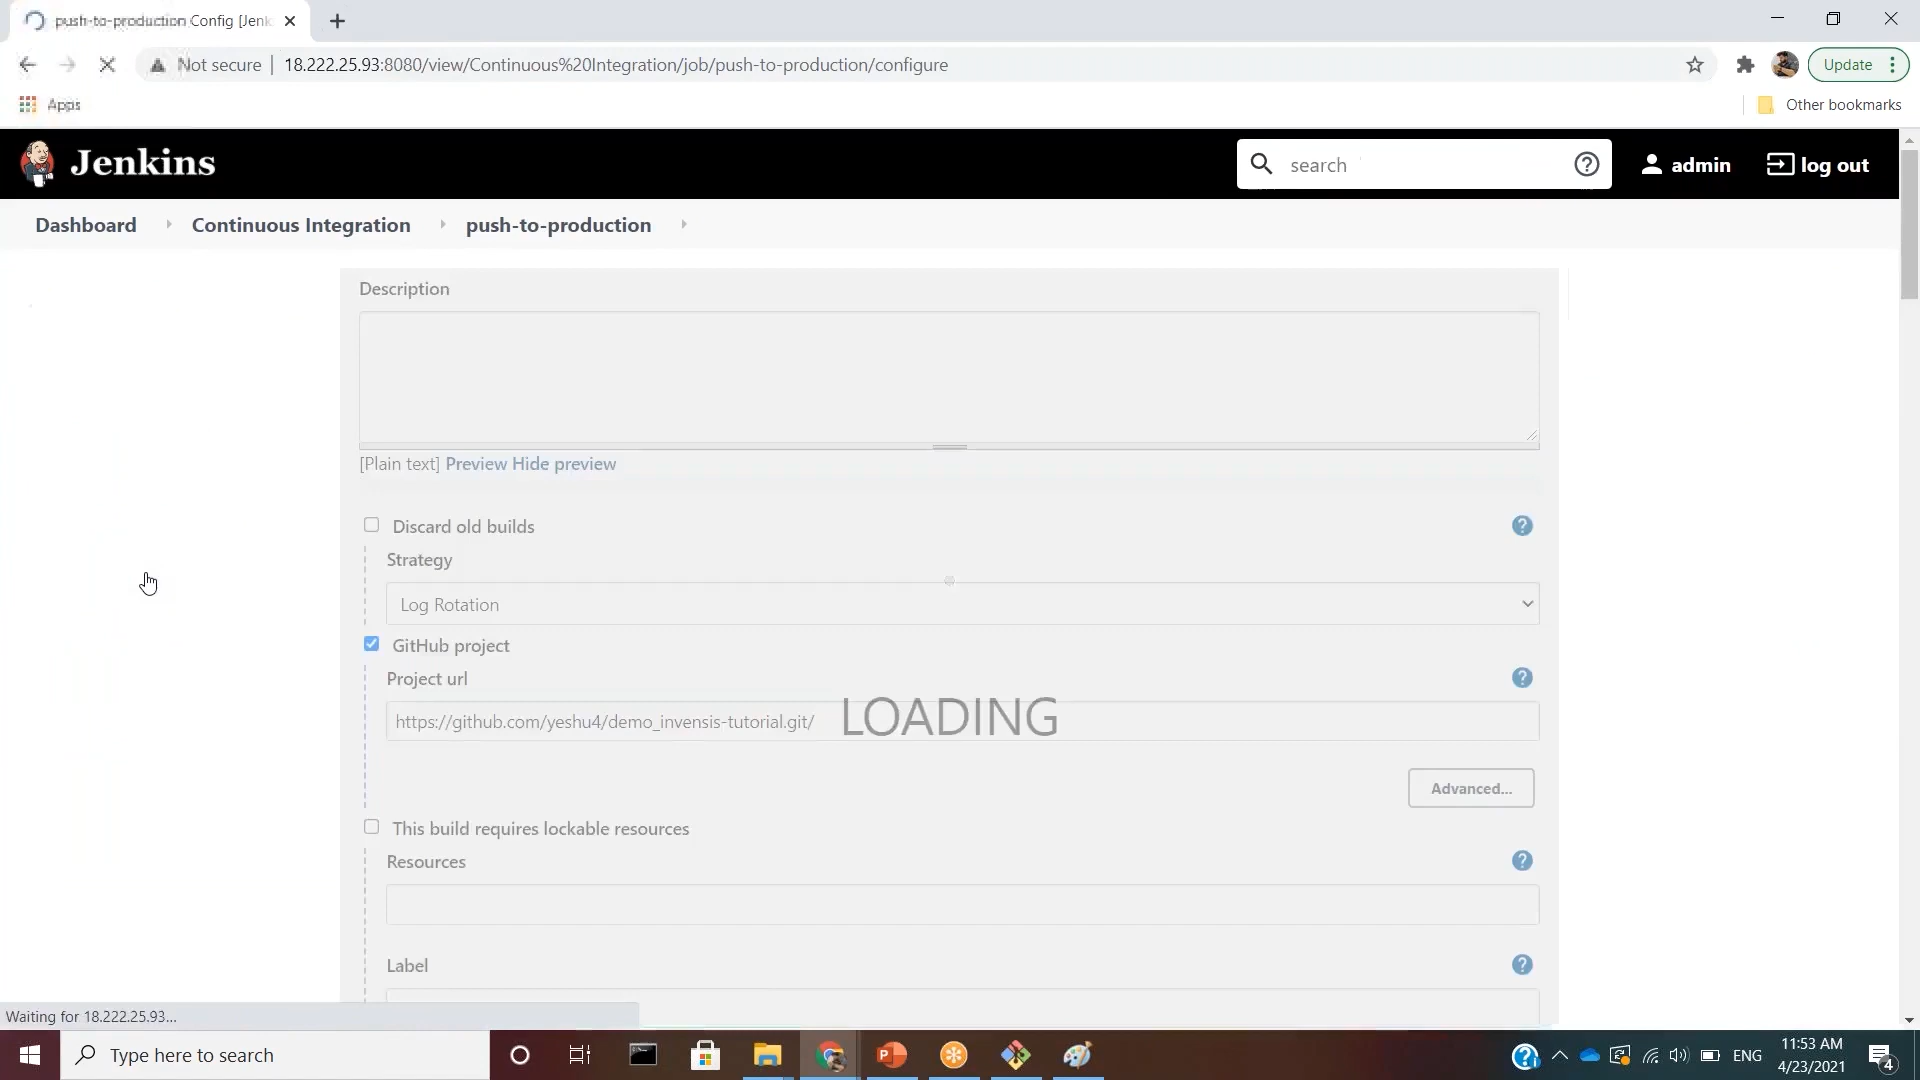 push-to-production Config [Jenk
Not secure | 18.222.25.93:8080/view/Continuous%20Integration/job/push-to-production/configure
Update
Apps
Other bookmarks
Jenkins
search
admin
log out
Dashboard
Continuous Integration
push-to-production
Description
[Plain text] Preview Hide preview
Discard old builds
Strategy
Log Rotation
GitHub project
Project url
https://github.com/yeshu4/demo_invensis-tutorial.git/
LOADING
Advanced...
This build requires lockable resources
Resources
Label
Waiting for 18.222.25.93...
Type here to search
ENG
11:53 AM
4/23/2021
4